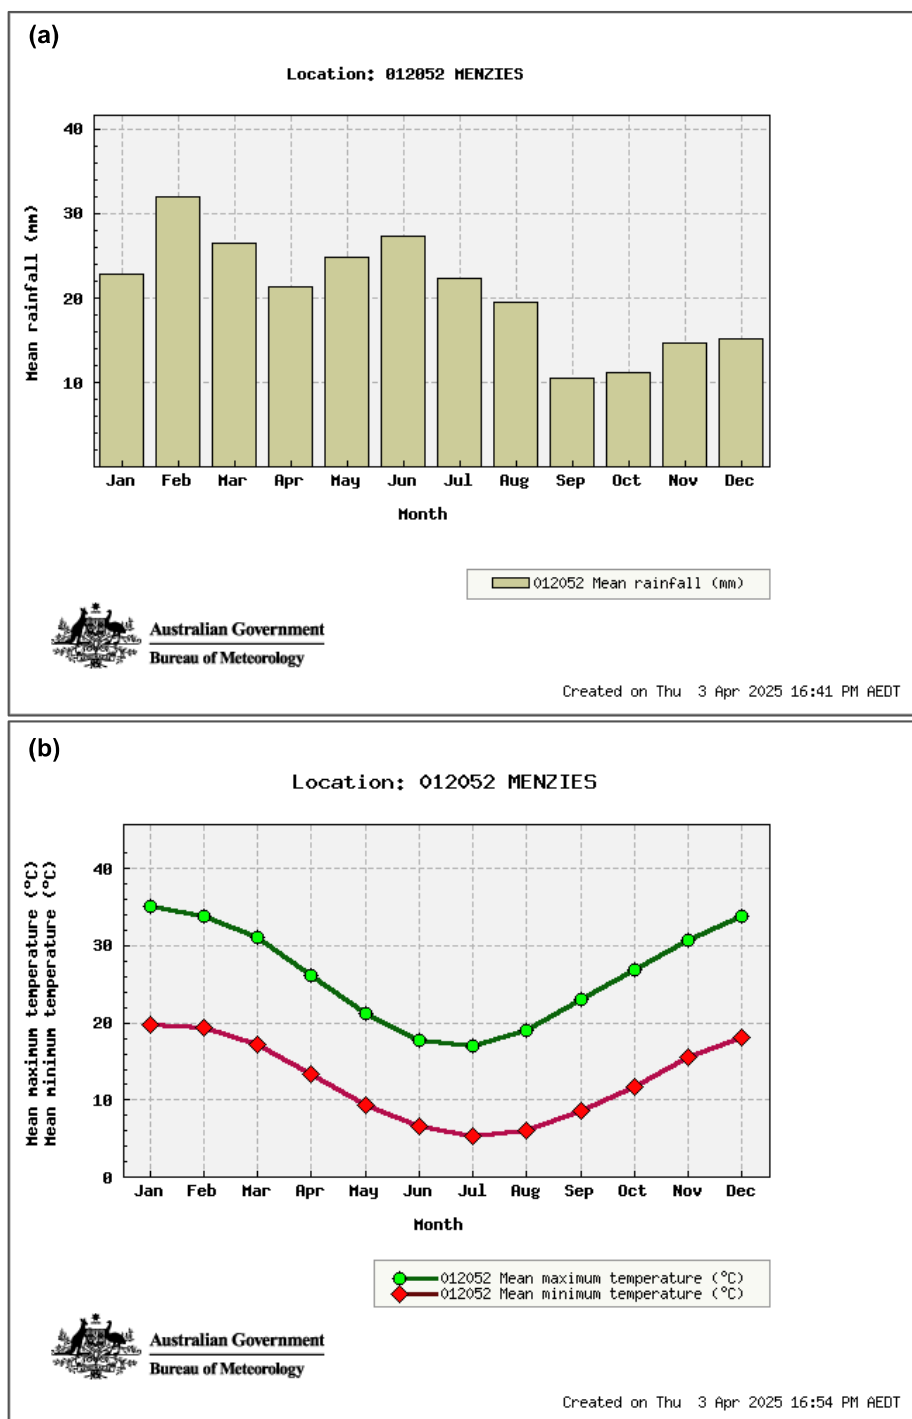 (a)
Location: 012052 MENZIES
Mean rainfall (mm)
40
30
20
10
Jan Feb Mar Apr May Jun Jul Aug Sep Oct Nov Dec
Month
012052 Mean rainfall (mm)
Australian Government
Bureau of Meteorology
Created on Thu 3 Apr 2025 16:41 PM AEDT
(b)
Location: 012052 MENZIES
Mean maximum temperature (°C)
Mean minimum temperature (°C)
40
30
20
10
0
Jan Feb Mar Apr May Jun Jul Aug Sep Oct Nov Dec
Month
012052 Mean maximum temperature (°C)
012052 Mean minimum temperature (°C)
Australian Government
Bureau of Meteorology
Created on Thu 3 Apr 2025 16:54 PM AEDT